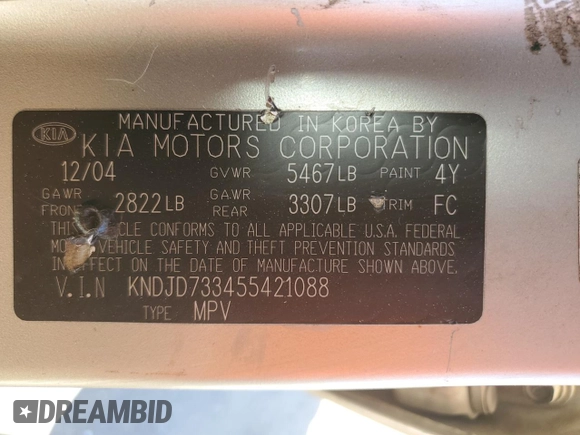 KIA MANUFACTURED IN KOREA BY
KIA MOTORS CORPORATION
12/04 GVWR 5467LB PAINT 4Y
GAWR FRONT 2822LB GAWR REAR 3307LB TRIM FC
THIS VEHICLE CONFORMS TO ALL APPLICABLE U.S.A. FEDERAL
MOTOR VEHICLE SAFETY AND THEFT PREVENTION STANDARDS
IN EFFECT ON THE DATE OF MANUFACTURE SHOWN ABOVE.
V.I.N KNDJD733455421088
TYPE MPV
DREAMBID